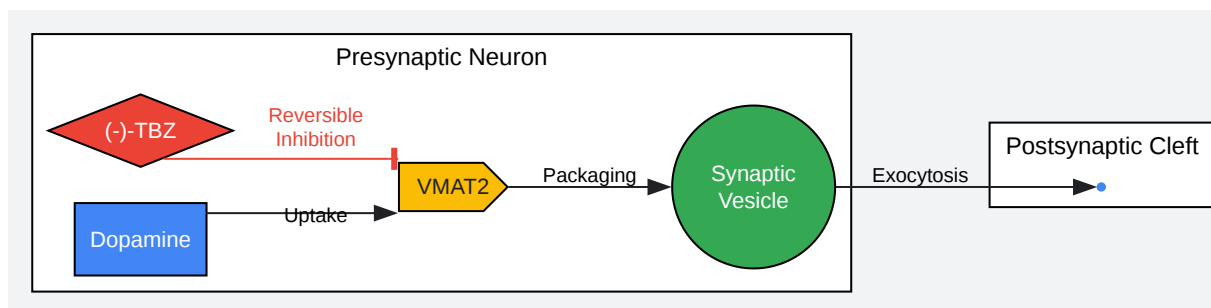 Presynaptic Neuron
(-)-TBZ
Reversible
Inhibition
Dopamine
Uptake
VMAT2
Packaging
Synaptic
Vesicle
Exocytosis
Postsynaptic Cleft